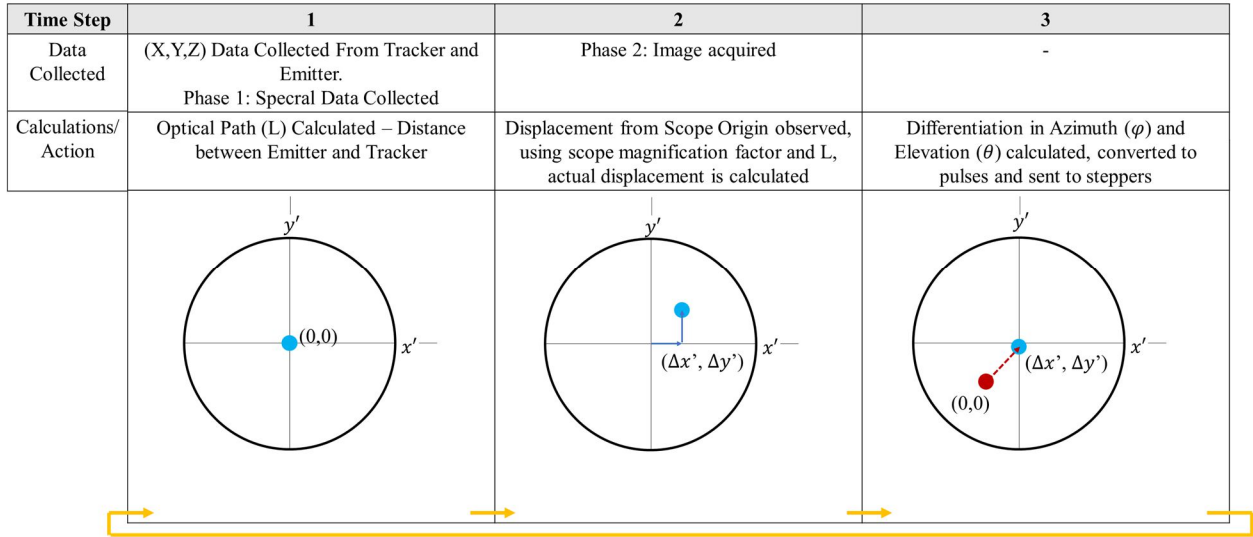 Time Step
1
2
3
Data
Collected
(X,Y,Z) Data Collected From Tracker and
Emitter.
Phase 1: Specral Data Collected
Phase 2: Image acquired
-
Calculations/
Action
Optical Path (L) Calculated – Distance
between Emitter and Tracker
Displacement from Scope Origin observed,
using scope magnification factor and L,
actual displacement is calculated
Differentiation in Azimuth (φ) and
Elevation (θ) calculated, converted to
pulses and sent to steppers
y′
(0,0)
x′
y′
x′
(Δx’, Δy’)
y′
x′
(Δx’, Δy’)
(0,0)